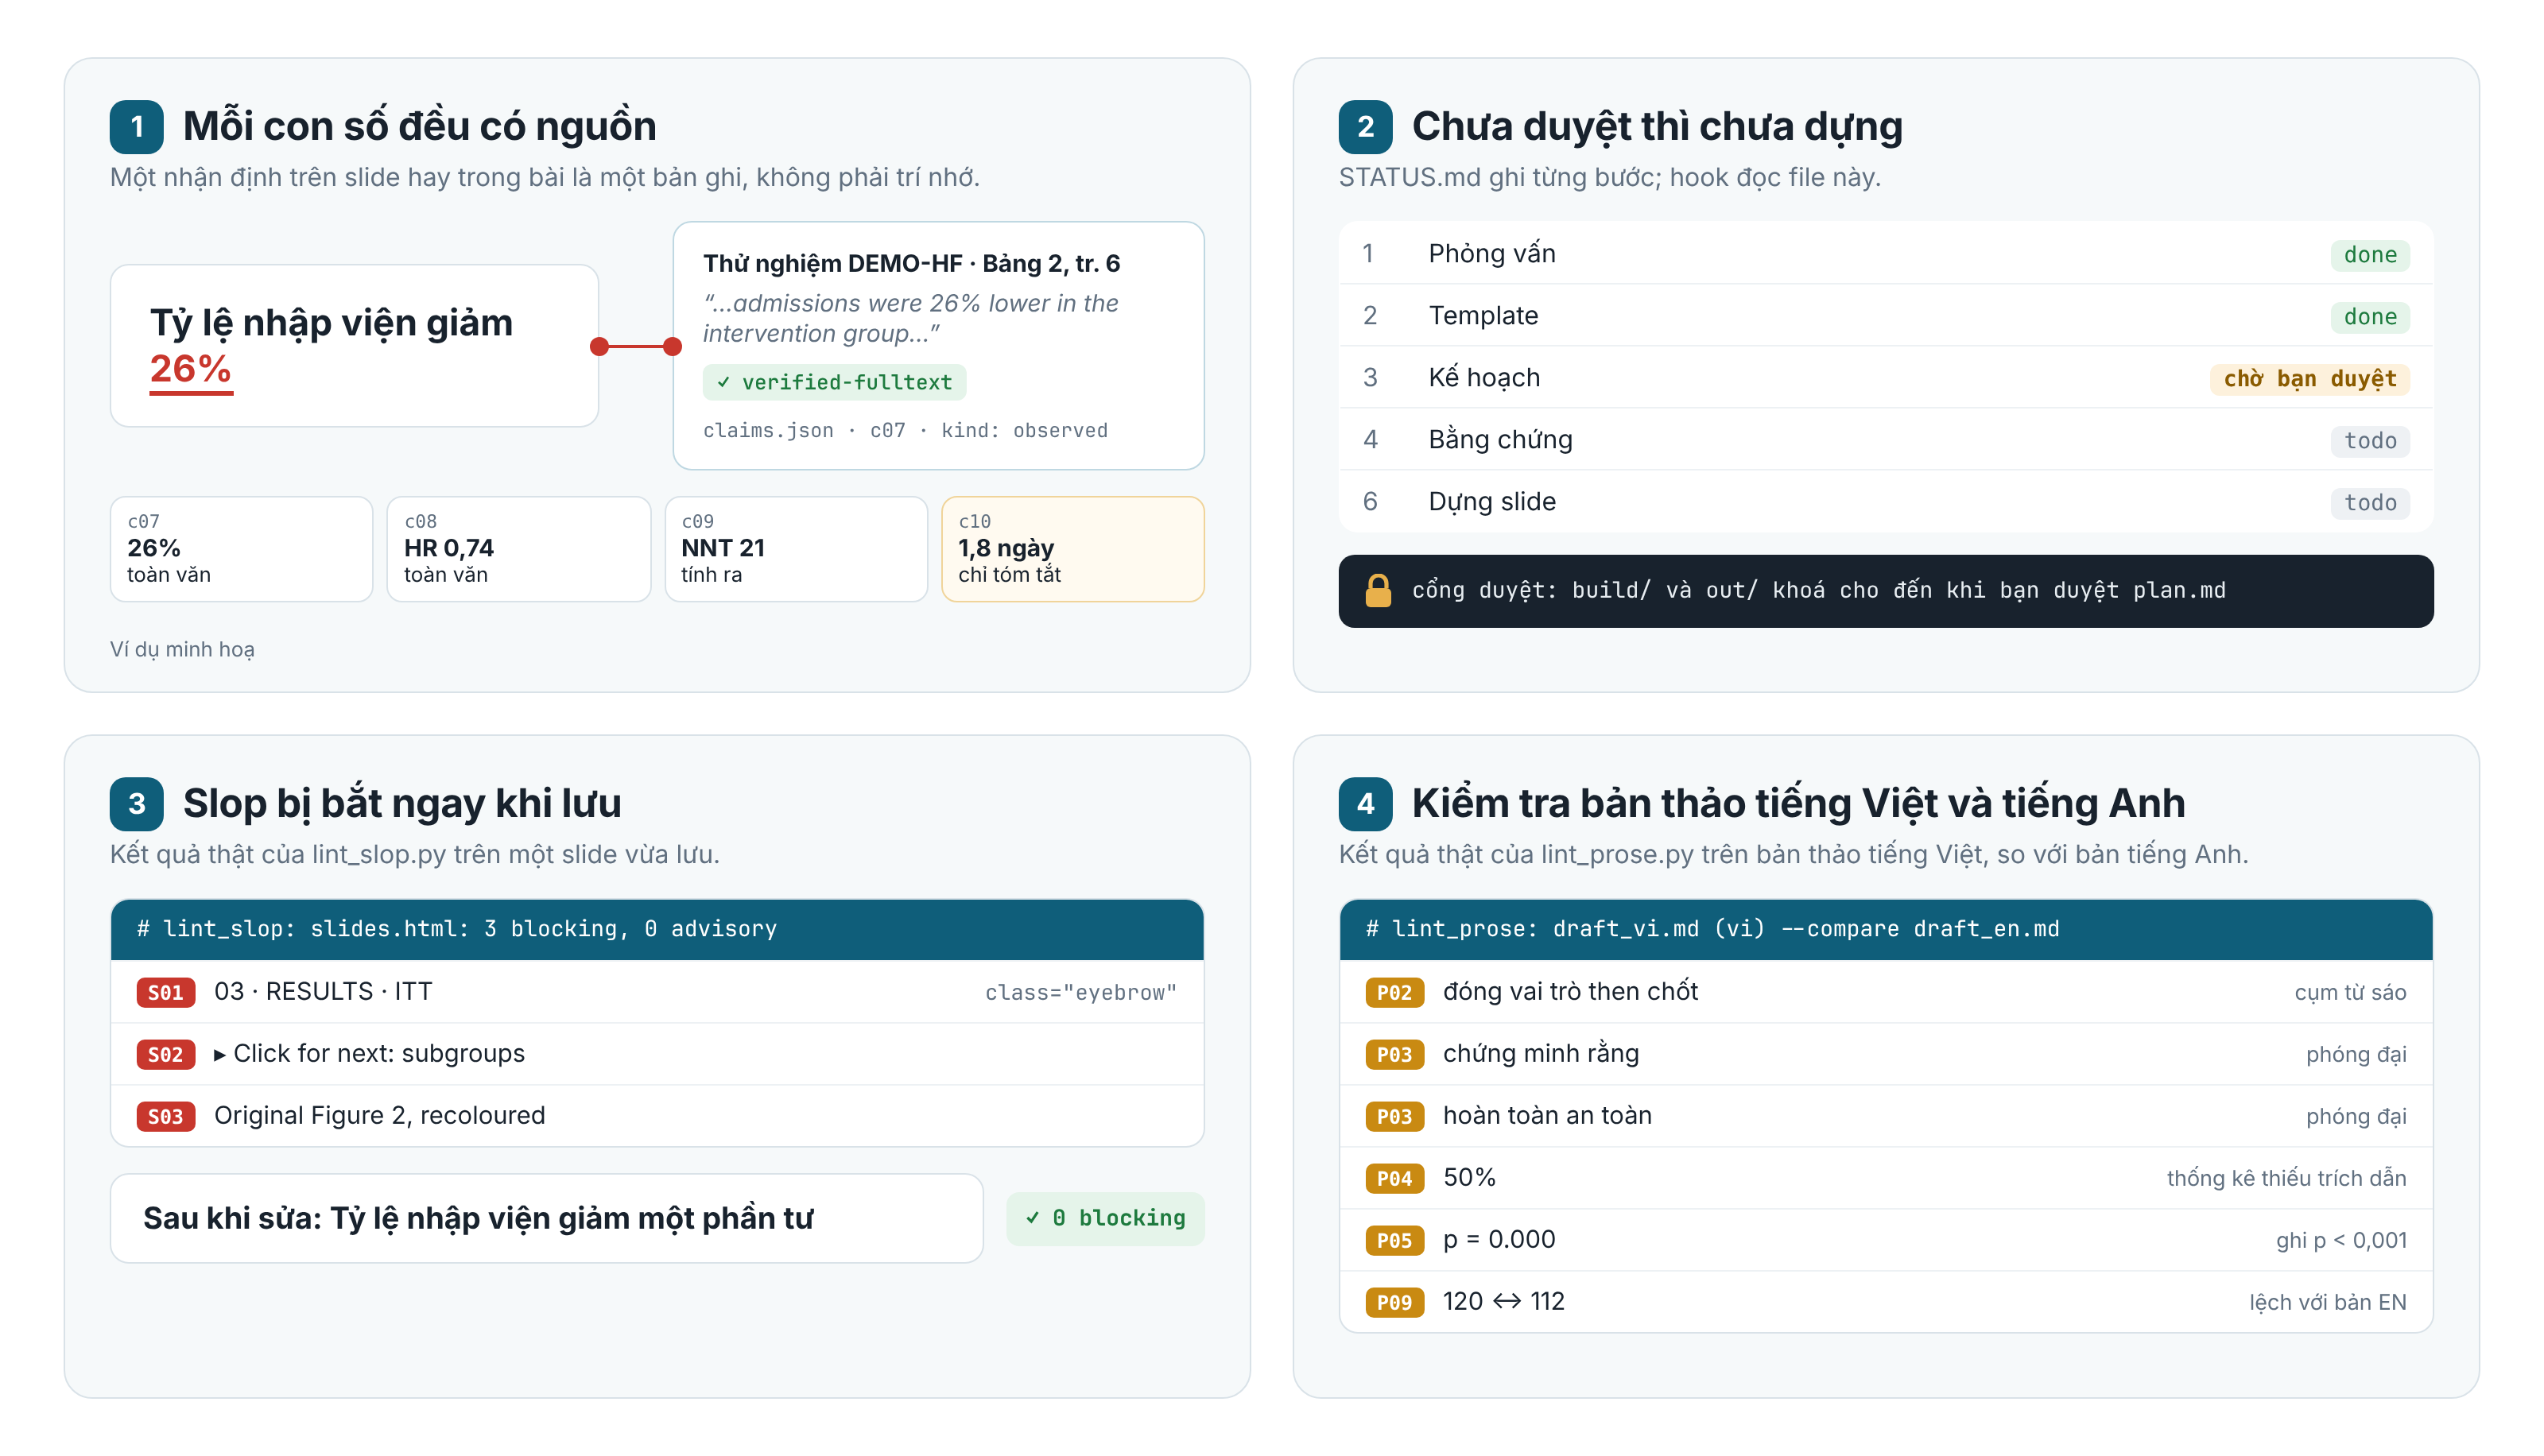 1 Mỗi con số đều có nguồn
Một nhận định trên slide hay trong bài là một bản ghi, không phải trí nhớ.
Tỷ lệ nhập viện giảm
26%
Thử nghiệm DEMO-HF · Bảng 2, tr. 6
“…admissions were 26% lower in the
intervention group…”
✓ verified-fulltext
claims.json · c07 · kind: observed
c07
26%
toàn văn
c08
HR 0,74
toàn văn
c09
NNT 21
tính ra
c10
1,8 ngày
chỉ tóm tắt
Ví dụ minh hoạ
2 Chưa duyệt thì chưa dựng
STATUS.md ghi từng bước; hook đọc file này.
1 Phỏng vấn done
2 Template done
3 Kế hoạch chờ bạn duyệt
4 Bằng chứng todo
6 Dựng slide todo
cổng duyệt: build/ và out/ khoá cho đến khi bạn duyệt plan.md
3 Slop bị bắt ngay khi lưu
Kết quả thật của lint_slop.py trên một slide vừa lưu.
# lint_slop: slides.html: 3 blocking, 0 advisory
S01 03 · RESULTS · ITT class="eyebrow"
S02 ▸ Click for next: subgroups
S03 Original Figure 2, recoloured
Sau khi sửa: Tỷ lệ nhập viện giảm một phần tư
✓ 0 blocking
4 Kiểm tra bản thảo tiếng Việt và tiếng Anh
Kết quả thật của lint_prose.py trên bản thảo tiếng Việt, so với bản tiếng Anh.
# lint_prose: draft_vi.md (vi) --compare draft_en.md
P02 đóng vai trò then chốt cụm từ sáo
P03 chứng minh rằng phóng đại
P03 hoàn toàn an toàn phóng đại
P04 50% thống kê thiếu trích dẫn
P05 p = 0.000 ghi p < 0,001
P09 120 ↔ 112 lệch với bản EN